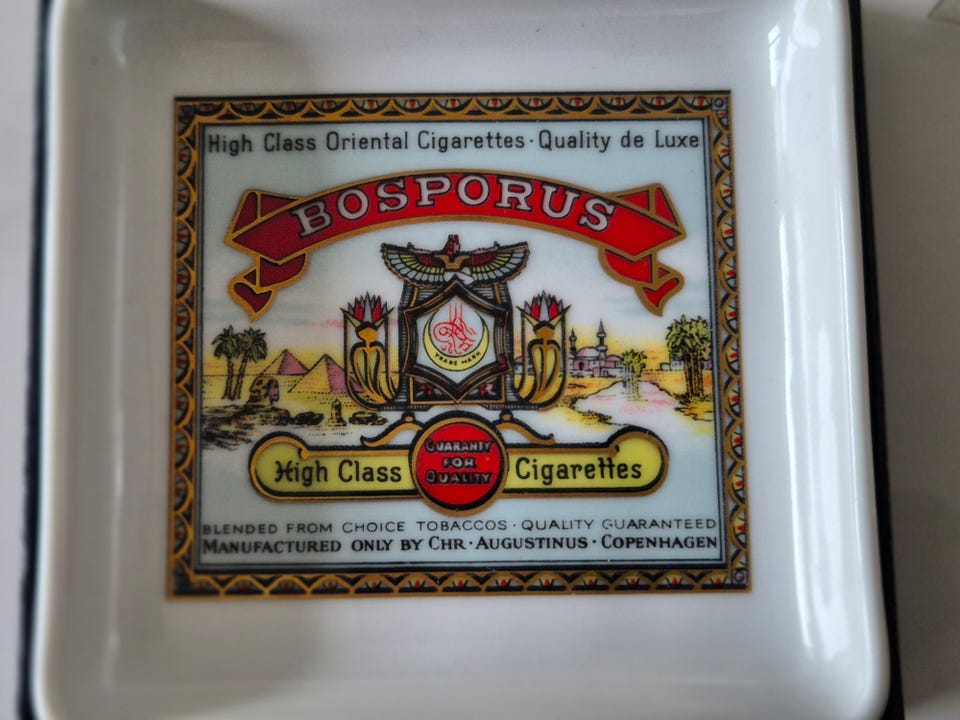 High Class Oriental Cigarettes · Quality de Luxe
BOSPORUS
TRADE MARK
GUARANTY
FOR
QUALITY
High Class Cigarettes
BLENDED FROM CHOICE TOBACCOS · QUALITY GUARANTEED
MANUFACTURED ONLY BY CHR · AUGUSTINUS · COPENHAGEN